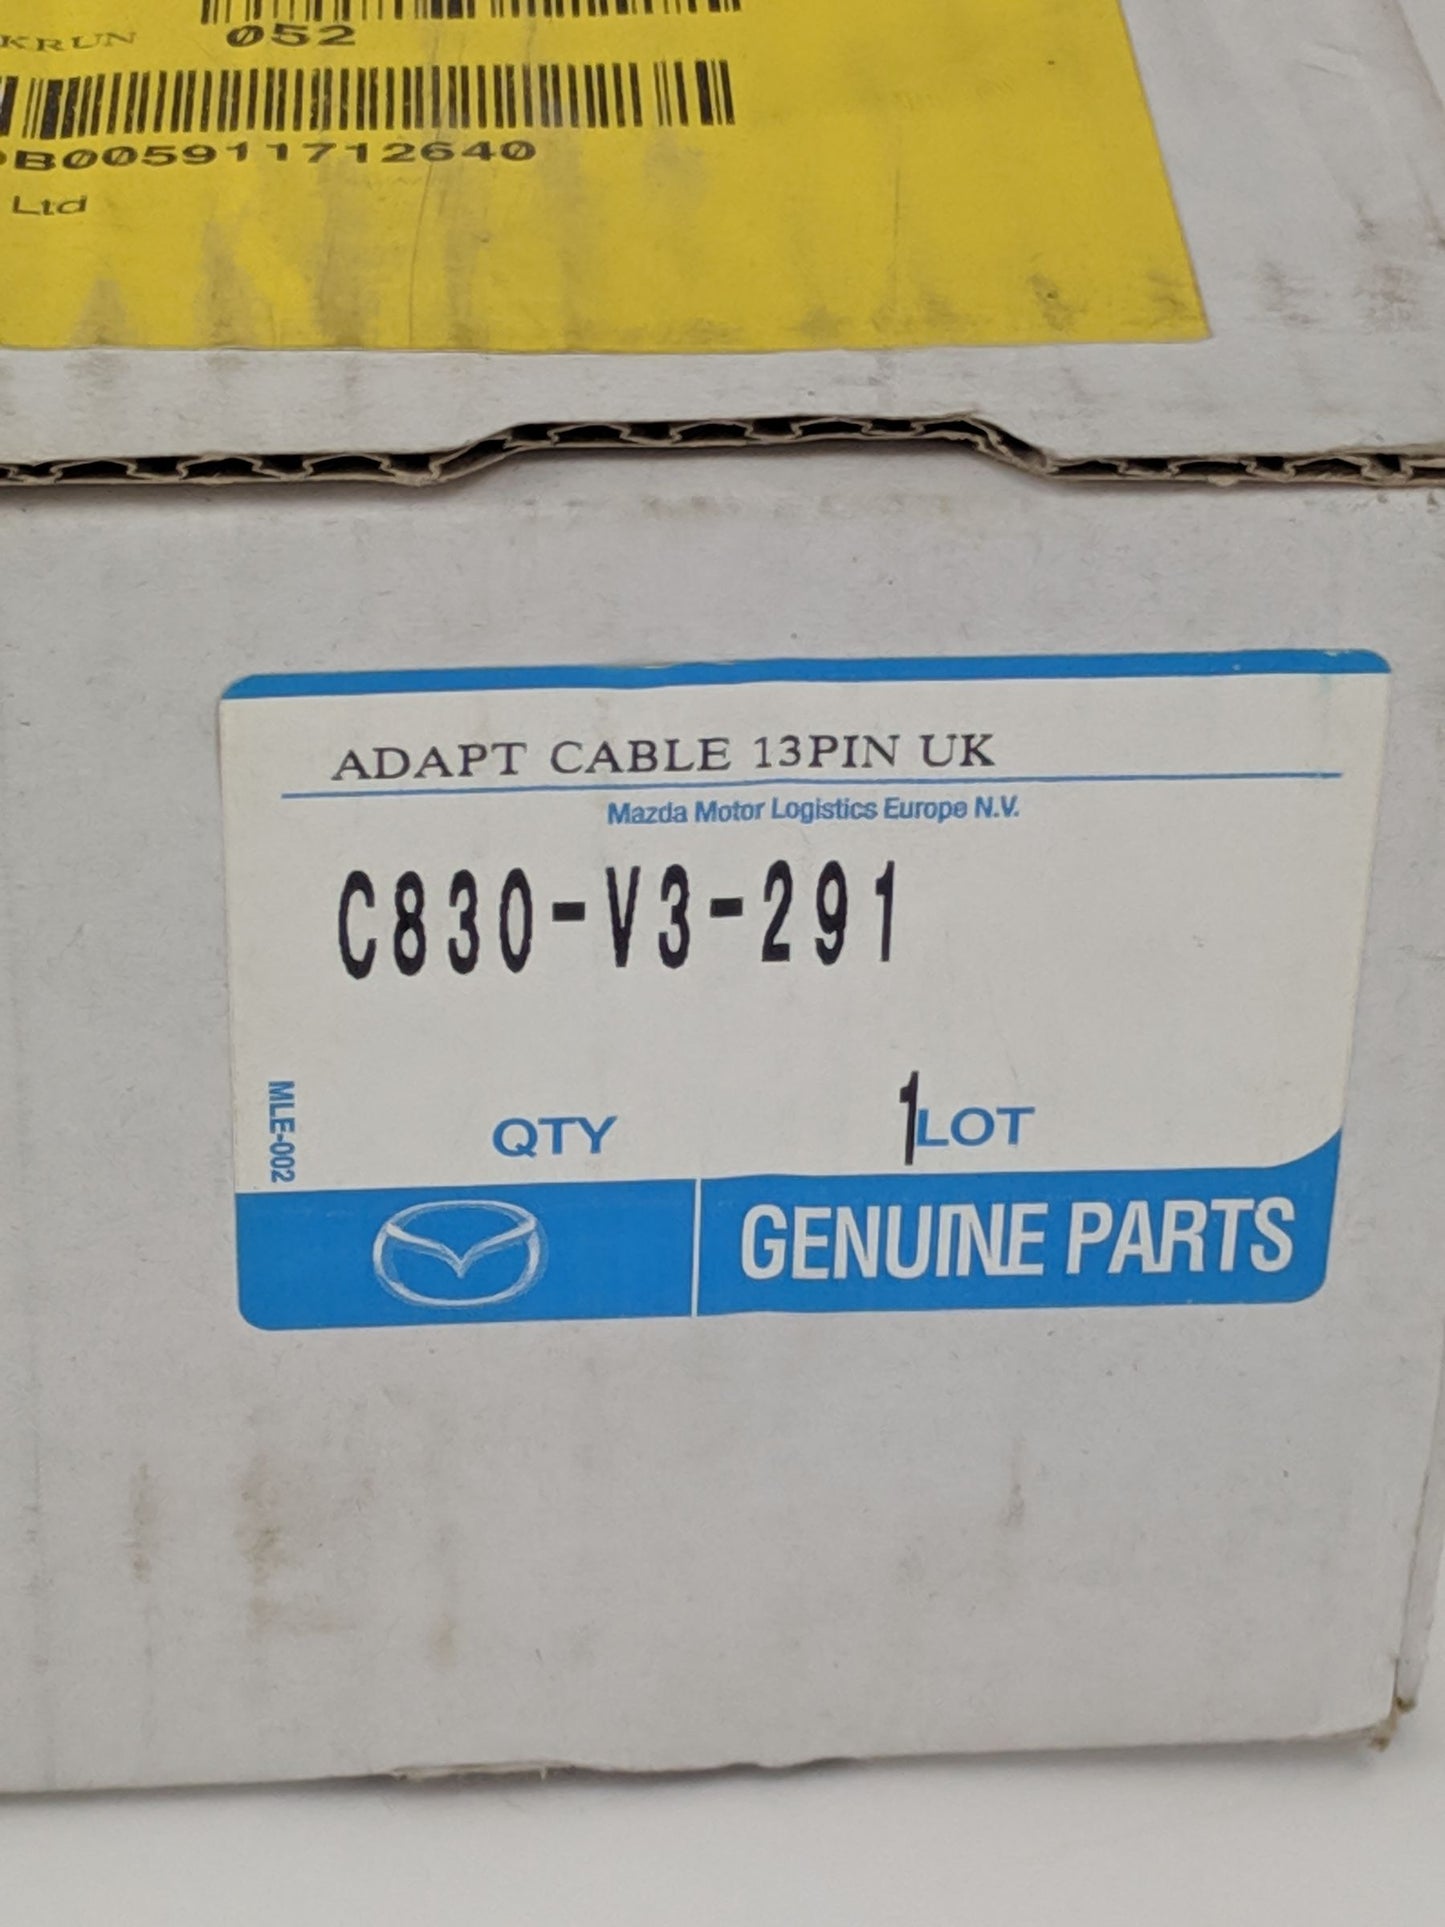 052
B005911712640
Ltd
ADAPT CABLE 13PIN UK
Mazda Motor Logistics Europe N.V.
C830-V3-291
MLE-002
QTY 1 LOT
GENUINE PARTS